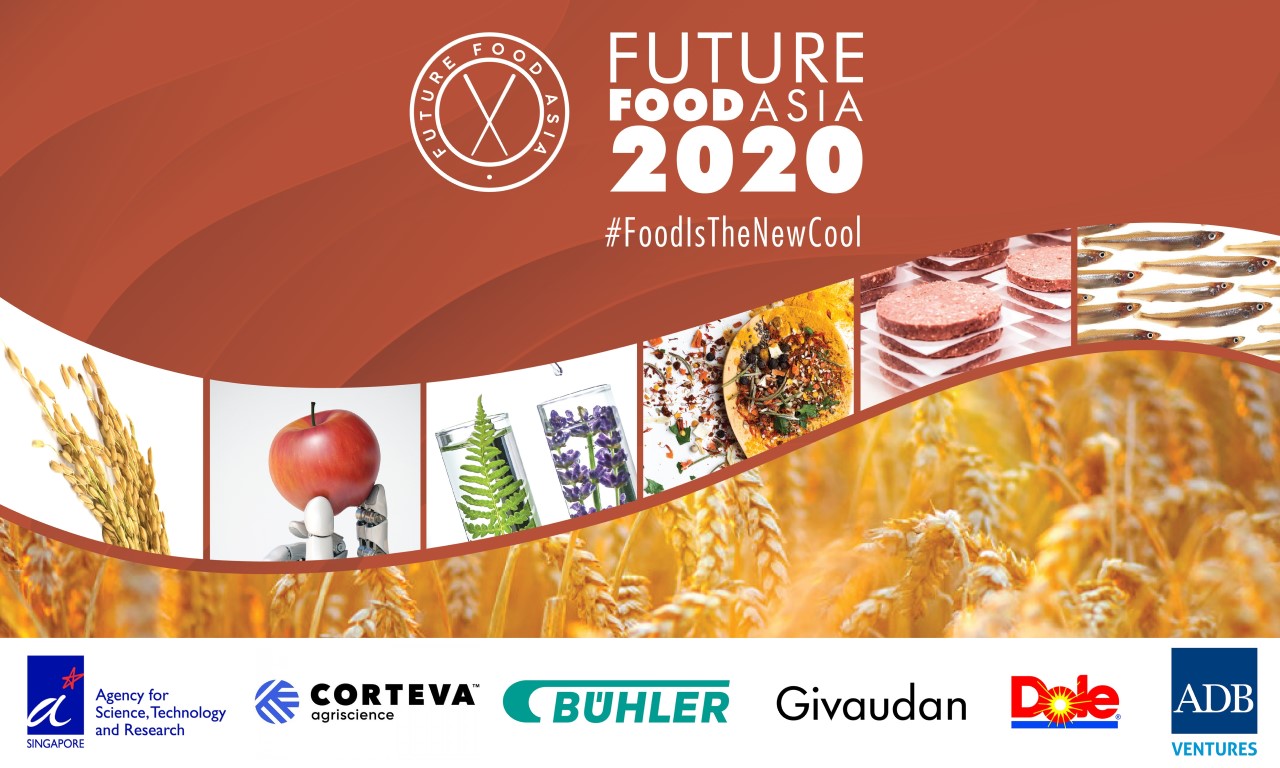 FUTURE FOOD ASIA
FUTURE
FOOD ASIA
2020
#FoodIsTheNewCool
a
SINGAPORE
Agency for
Science, Technology
and Research
CORTEVA™
agriscience
BÜHLER
Givaudan
Dole®
ADB
VENTURES